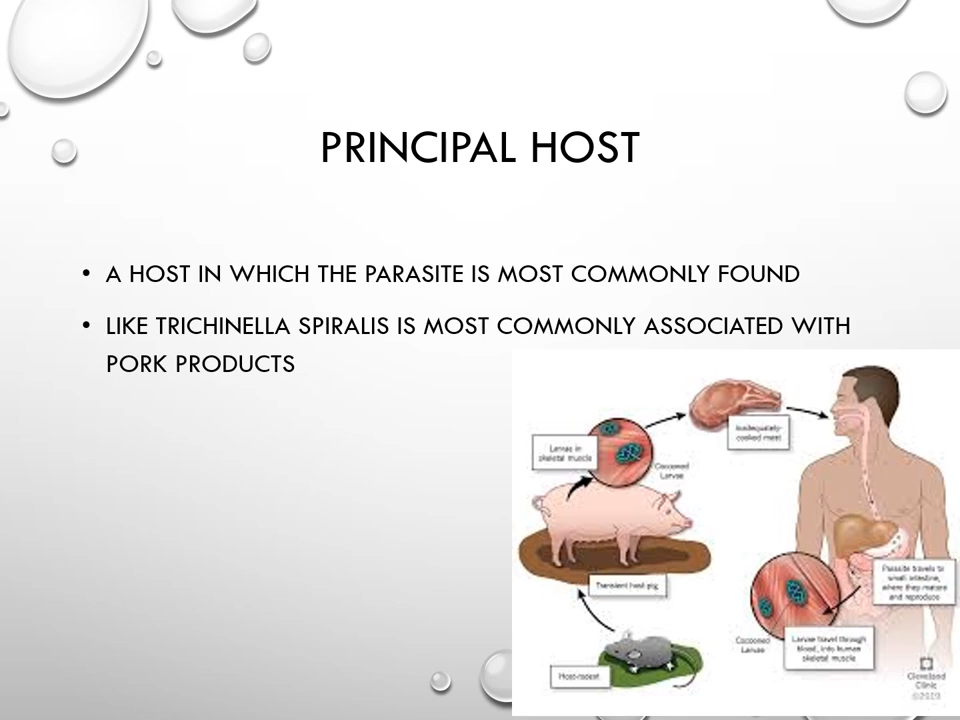 PRINCIPAL HOST
• A HOST IN WHICH THE PARASITE IS MOST COMMONLY FOUND
• LIKE TRICHINELLA SPIRALIS IS MOST COMMONLY ASSOCIATED WITH
PORK PRODUCTS
Inadequately-
cooked meat
Larvae in
skeletal muscle
Cocooned
Larvae
Transient host pig
Host-rodent
Parasite travels to
small intestine,
where they mature
and reproduce
Cocooned
Larvae
Larvae travel through
blood, into human
skeletal muscle
Cleveland
Clinic
©2023